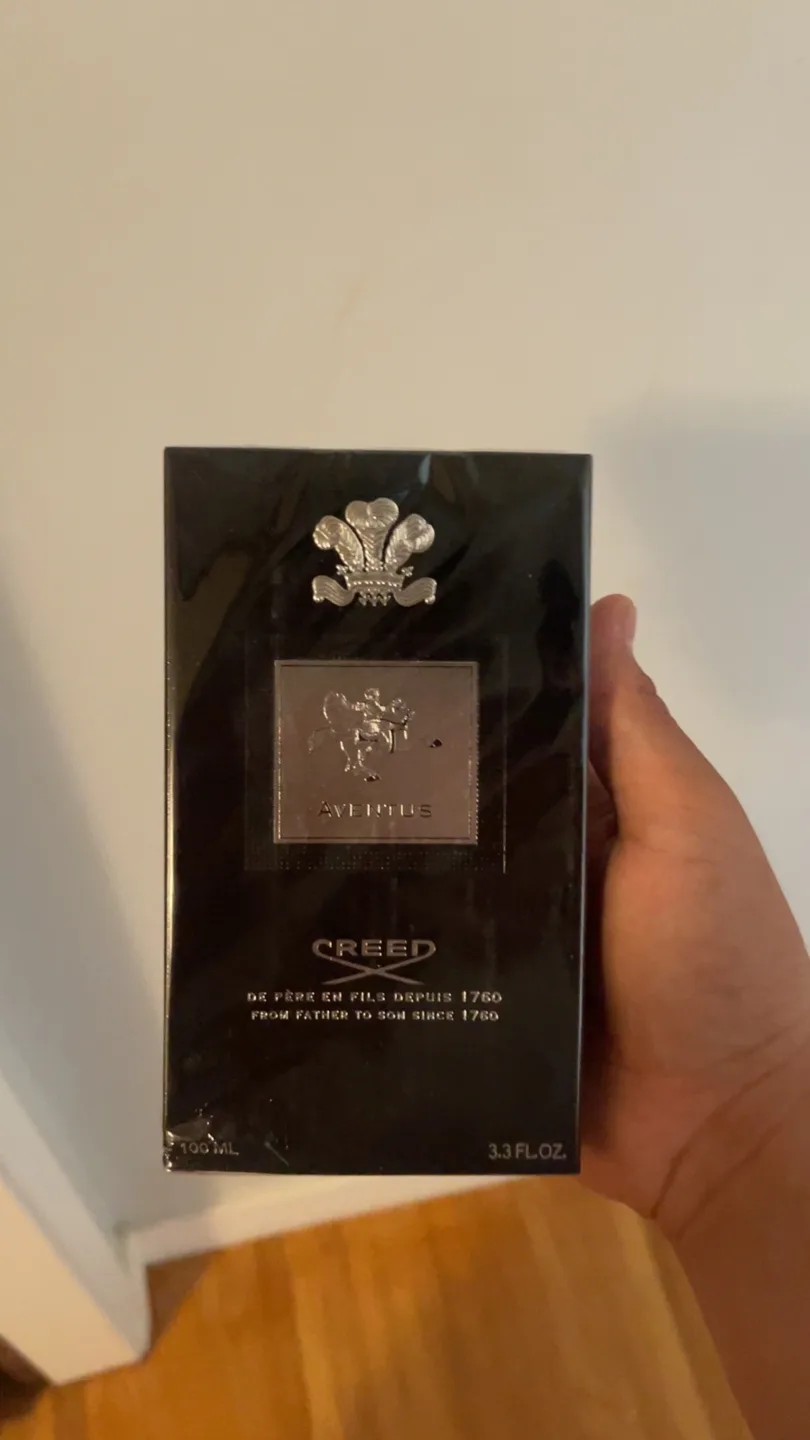 AVENTUS
CREED
DE PÈRE EN FILS DEPUIS 1760
FROM FATHER TO SON SINCE 1760
100 ML
3.3 FL.OZ.